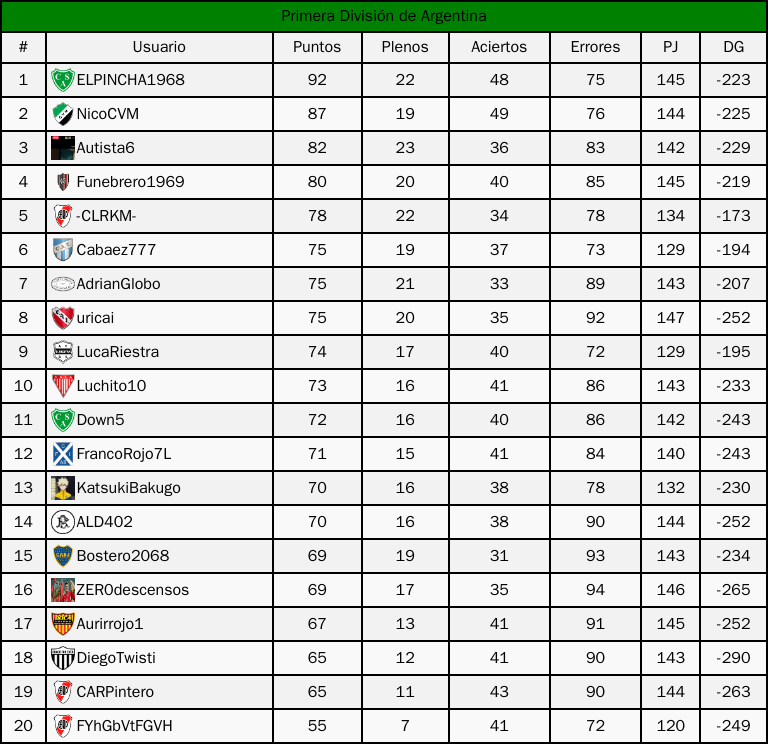 Primera División de Argentina
# Usuario Puntos Plenos Aciertos Errores PJ DG
1 ELPINCHA1968 92 22 48 75 145 -223
2 NicoCVM 87 19 49 76 144 -225
3 Autista6 82 23 36 83 142 -229
4 Funebrero1969 80 20 40 85 145 -219
5 -CLRKM- 78 22 34 78 134 -173
6 Cabaez777 75 19 37 73 129 -194
7 AdrianGlobo 75 21 33 89 143 -207
8 uricai 75 20 35 92 147 -252
9 LucaRiestra 74 17 40 72 129 -195
10 Luchito10 73 16 41 86 143 -233
11 Down5 72 16 40 86 142 -243
12 FrancoRojo7L 71 15 41 84 140 -243
13 KatsukiBakugo 70 16 38 78 132 -230
14 ALD402 70 16 38 90 144 -252
15 Bostero2068 69 19 31 93 143 -234
16 ZER0descensos 69 17 35 94 146 -265
17 Aurirrojo1 67 13 41 91 145 -252
18 DiegoTwisti 65 12 41 90 143 -290
19 CARPintero 65 11 43 90 144 -263
20 FYhGbVtFGVH 55 7 41 72 120 -249